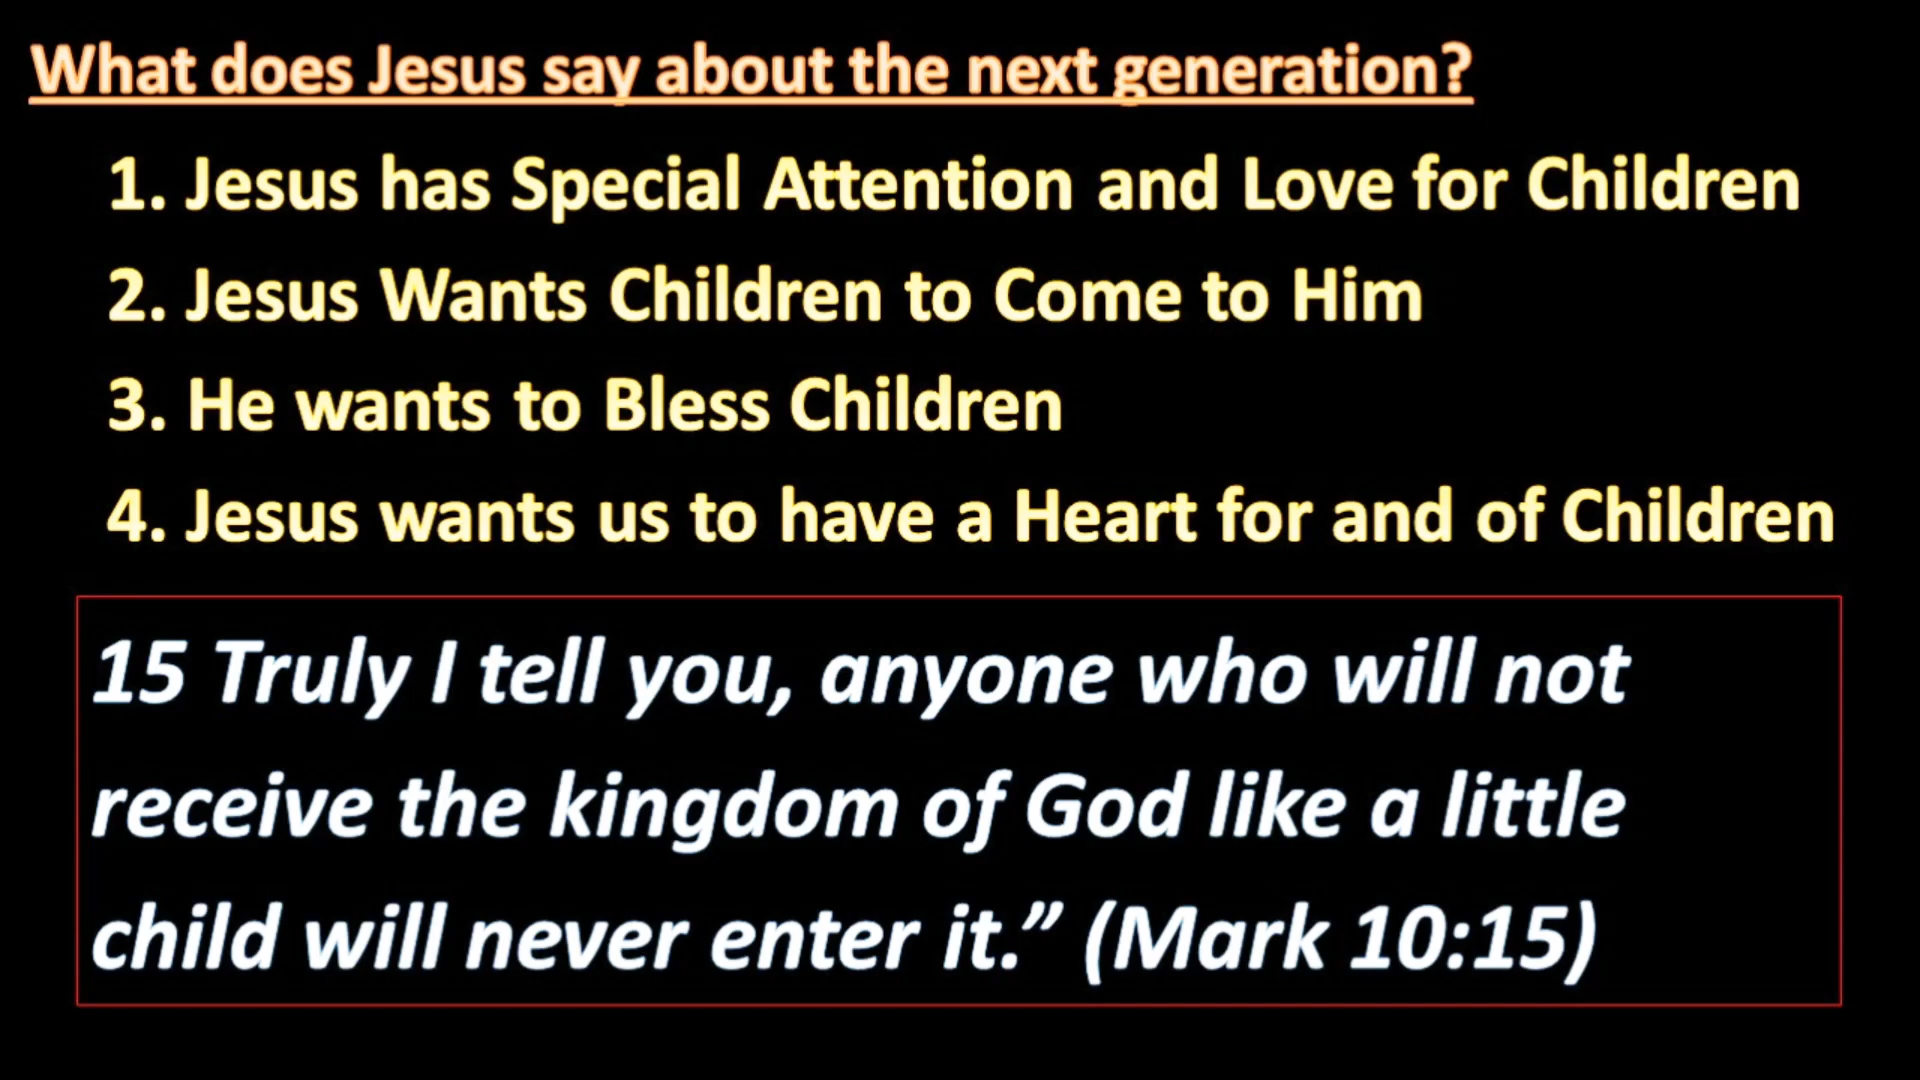 What does Jesus say about the next generation?
1. Jesus has Special Attention and Love for Children
2. Jesus Wants Children to Come to Him
3. He wants to Bless Children
4. Jesus wants us to have a Heart for and of Children
15 Truly I tell you, anyone who will not
receive the kingdom of God like a little
child will never enter it.” (Mark 10:15)